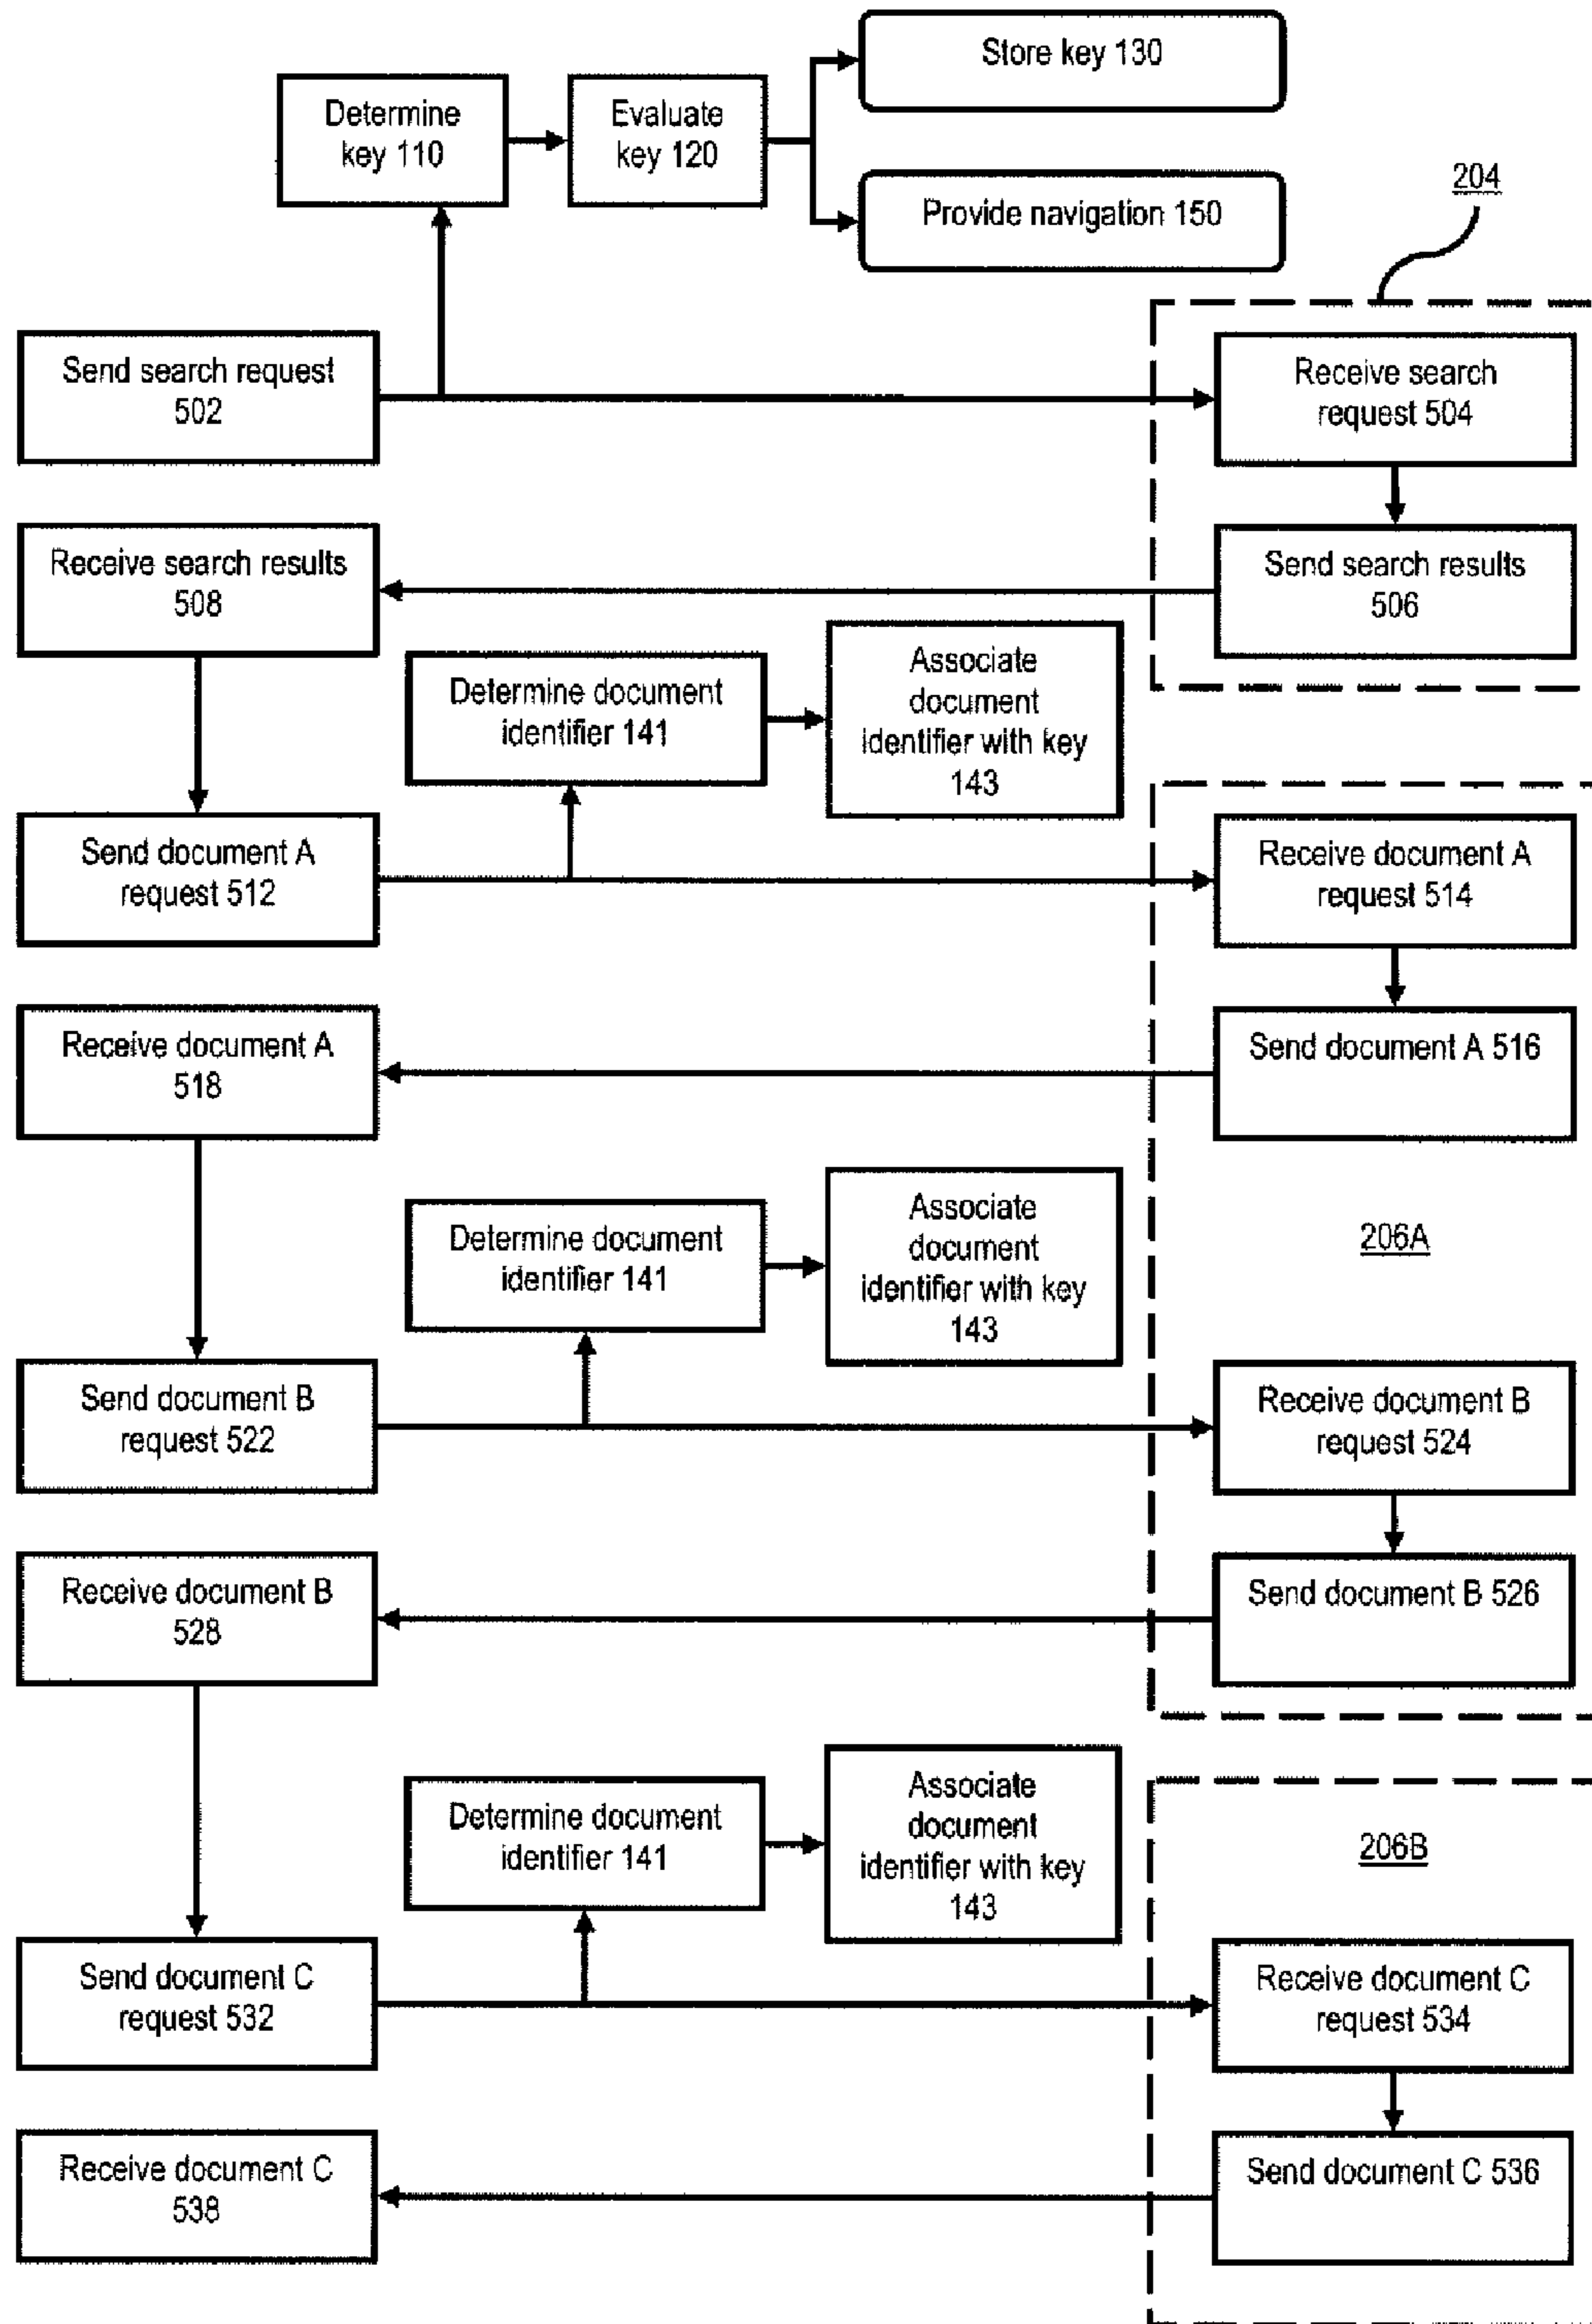 Store key 130
Determine
key 110
Evaluate
key 120
Provide navigation 150
204
Send search request
502
Receive search
request 504
Receive search results
508
Send search results
506
Determine document
identifier 141
Associate
document
identifier with key
143
Send document A
request 512
Receive document A
request 514
Receive document A
518
Send document A 516
Determine document
identifier 141
Associate
document
identifier with key
143
206A
Send document B
request 522
Receive document B
request 524
Receive document B
528
Send document B 526
Determine document
identifier 141
Associate
document
identifier with key
143
206B
Send document C
request 532
Receive document C
request 534
Receive document C
538
Send document C 536